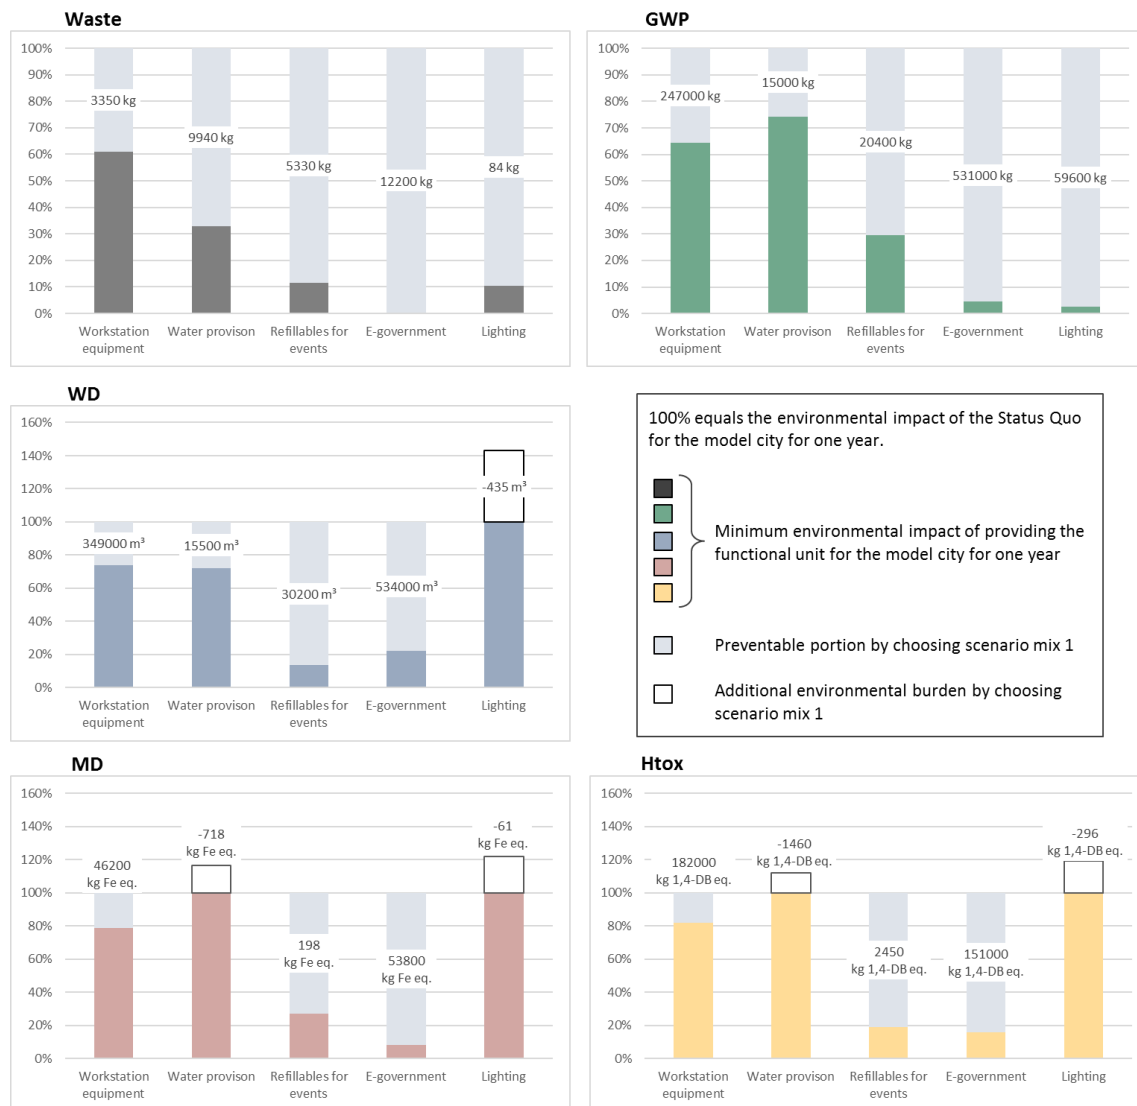 Waste
100%
90%
80%
70%
60%
50%
40%
30%
20%
10%
0%
3350 kg
9940 kg
5330 kg
12200 kg
84 kg
Workstation
equipment
Water provison
Refillables for
events
E-government
Lighting
GWP
100%
90%
80%
70%
60%
50%
40%
30%
20%
10%
0%
247000 kg
15000 kg
20400 kg
531000 kg
59600 kg
Workstation
equipment
Water provison
Refillables for
events
E-government
Lighting
WD
160%
140%
120%
100%
80%
60%
40%
20%
0%
349000 m³
15500 m³
30200 m³
534000 m³
-435 m³
Workstation
equipment
Water provison
Refillables for
events
E-government
Lighting
100% equals the environmental impact of the Status Quo
for the model city for one year.
Minimum environmental impact of providing the
functional unit for the model city for one year
Preventable portion by choosing scenario mix 1
Additional environmental burden by choosing
scenario mix 1
MD
160%
140%
120%
100%
80%
60%
40%
20%
0%
46200
kg Fe eq.
-718
kg Fe eq.
198
kg Fe eq.
53800
kg Fe eq.
-61
kg Fe eq.
Workstation
equipment
Water provison
Refillables for
events
E-government
Lighting
Htox
160%
140%
120%
100%
80%
60%
40%
20%
0%
182000
kg 1,4-DB eq.
-1460
kg 1,4-DB eq.
2450
kg 1,4-DB eq.
151000
kg 1,4-DB eq.
-296
kg 1,4-DB eq.
Workstation
equipment
Water provison
Refillables for
events
E-government
Lighting